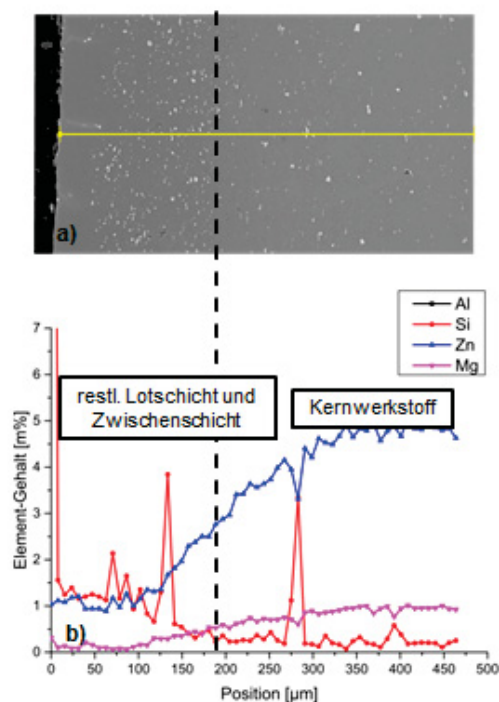 a)
Al
Si
Zn
Mg
7
6
5
4
3
2
1
0
Element-Gehalt [m%]
restl. Lotschicht und
Zwischenschicht
Kernwerkstoff
b)
0 50 100 150 200 250 300 350 400 450 500
Position [µm]